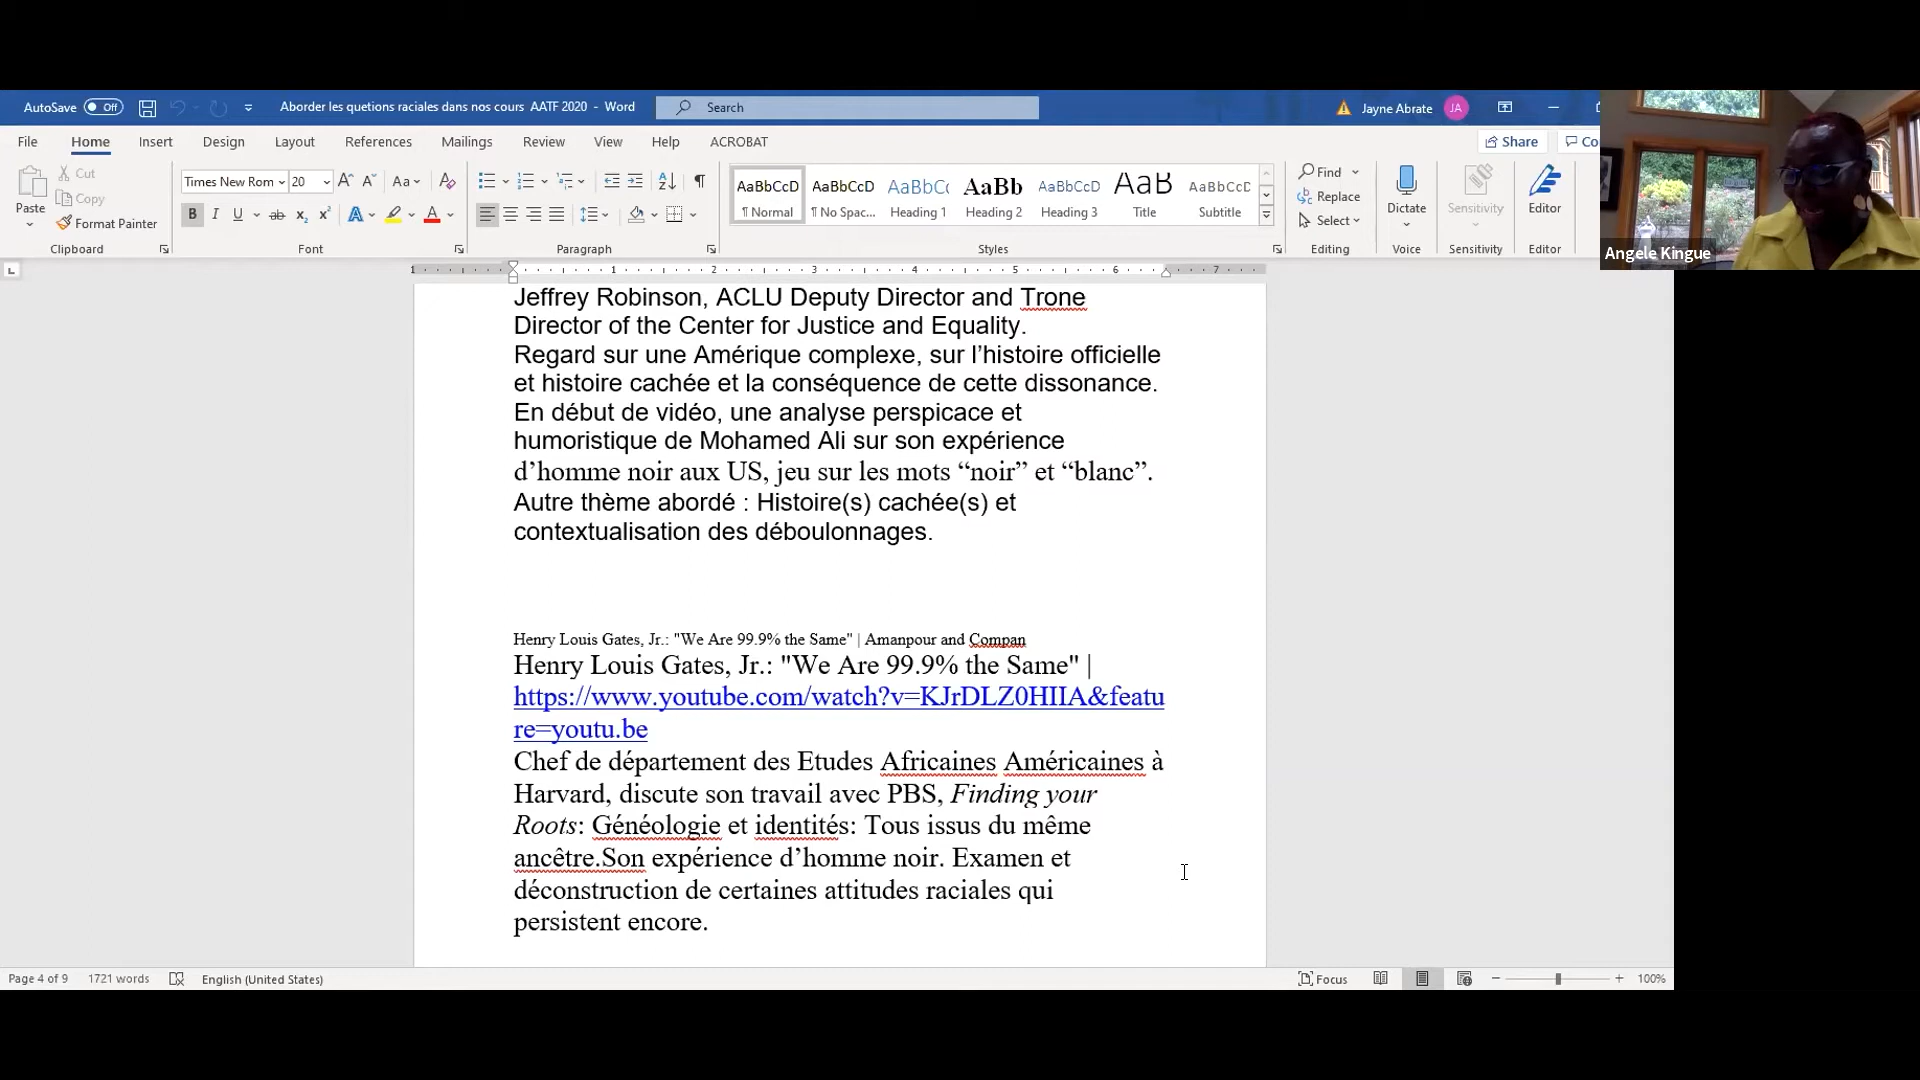 AutoSave Off Aborder les quetions raciales dans nos cours AATF 2020 - Word Search Jayne Abrate JA
File Home Insert Design Layout References Mailings Review View Help ACROBAT Share Co
Paste Cut Copy Format Painter
Times New Rom 20
AaBbCcD AaBbCcD AaBbCc AaBb AaBbCcD AaB AaBbCcD
¶ Normal ¶ No Spac... Heading 1 Heading 2 Heading 3 Title Subtitle
Find Replace Select Dictate Sensitivity Editor
Clipboard Font Paragraph Styles Editing Voice Sensitivity Editor
Angele Kingue
1 1 2 3 4 5 6 7
Jeffrey Robinson, ACLU Deputy Director and Trone
Director of the Center for Justice and Equality.
Regard sur une Amérique complexe, sur l’histoire officielle
et histoire cachée et la conséquence de cette dissonance.
En début de vidéo, une analyse perspicace et
humoristique de Mohamed Ali sur son expérience
d’homme noir aux US, jeu sur les mots “noir” et “blanc”.
Autre thème abordé : Histoire(s) cachée(s) et
contextualisation des déboulonnages.
Henry Louis Gates, Jr.: "We Are 99.9% the Same" | Amanpour and Compan
Henry Louis Gates, Jr.: "We Are 99.9% the Same" |
https://www.youtube.com/watch?v=KJrDLZ0HIIA&featu
re=youtu.be
Chef de département des Etudes Africaines Américaines à
Harvard, discute son travail avec PBS, Finding your
Roots: Généologie et identités: Tous issus du même
ancêtre.Son expérience d’homme noir. Examen et
déconstruction de certaines attitudes raciales qui
persistent encore.
Page 4 of 9 1721 words English (United States) Focus 100%